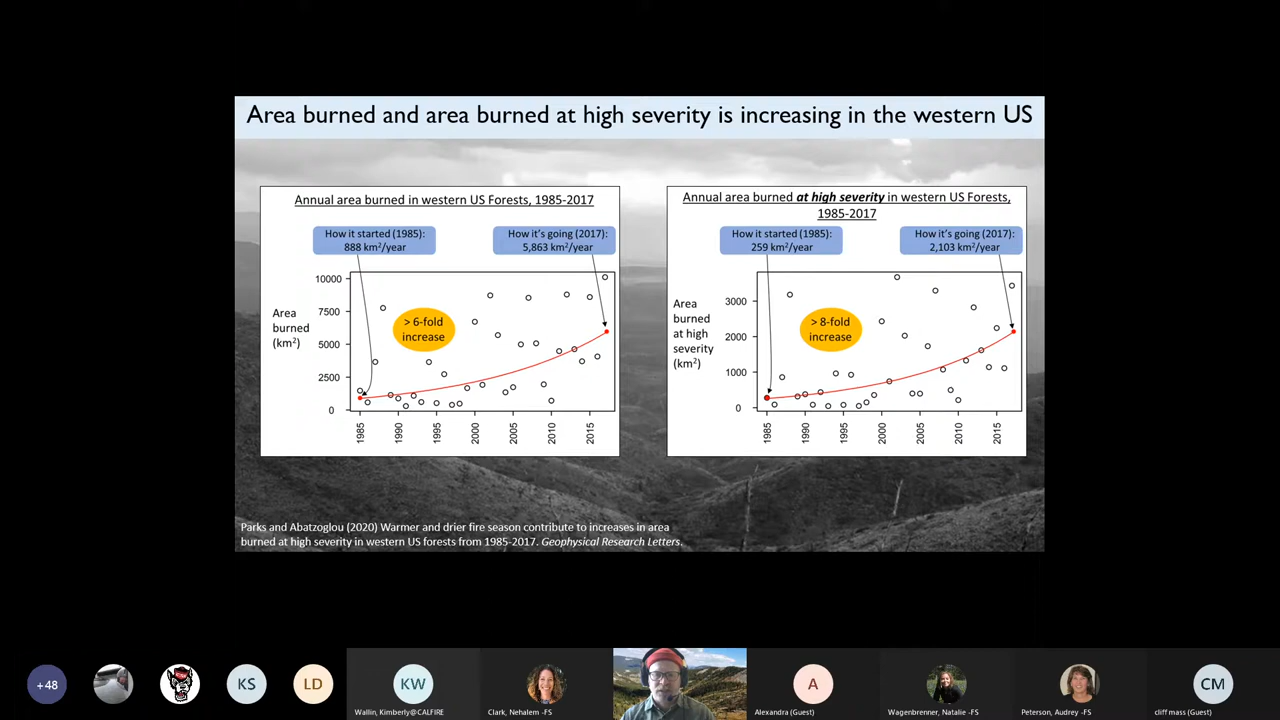 Area burned and area burned at high severity is increasing in the western US
Annual area burned in western US Forests, 1985-2017
How it started (1985):
888 km²/year
How it's going (2017):
5,863 km²/year
Area
burned
(km²)
> 6-fold
increase
10000
7500
5000
2500
0
1985
1990
1995
2000
2005
2010
2015
Annual area burned at high severity in western US Forests,
1985-2017
How it started (1985):
259 km²/year
How it's going (2017):
2,103 km²/year
Area
burned
at high
severity
(km²)
> 8-fold
increase
3000
2000
1000
0
1985
1990
1995
2000
2005
2010
2015
Parks and Abatzoglou (2020) Warmer and drier fire season contribute to increases in area
burned at high severity in western US forests from 1985-2017. Geophysical Research Letters.
+48
KS
LD
KW
Wallin, Kimberly@CALFIRE
Clark, Nehalem -FS
A
Alexandra (Guest)
Wagenbrenner, Natalie -FS
Peterson, Audrey -FS
CM
cliff mass (Guest)